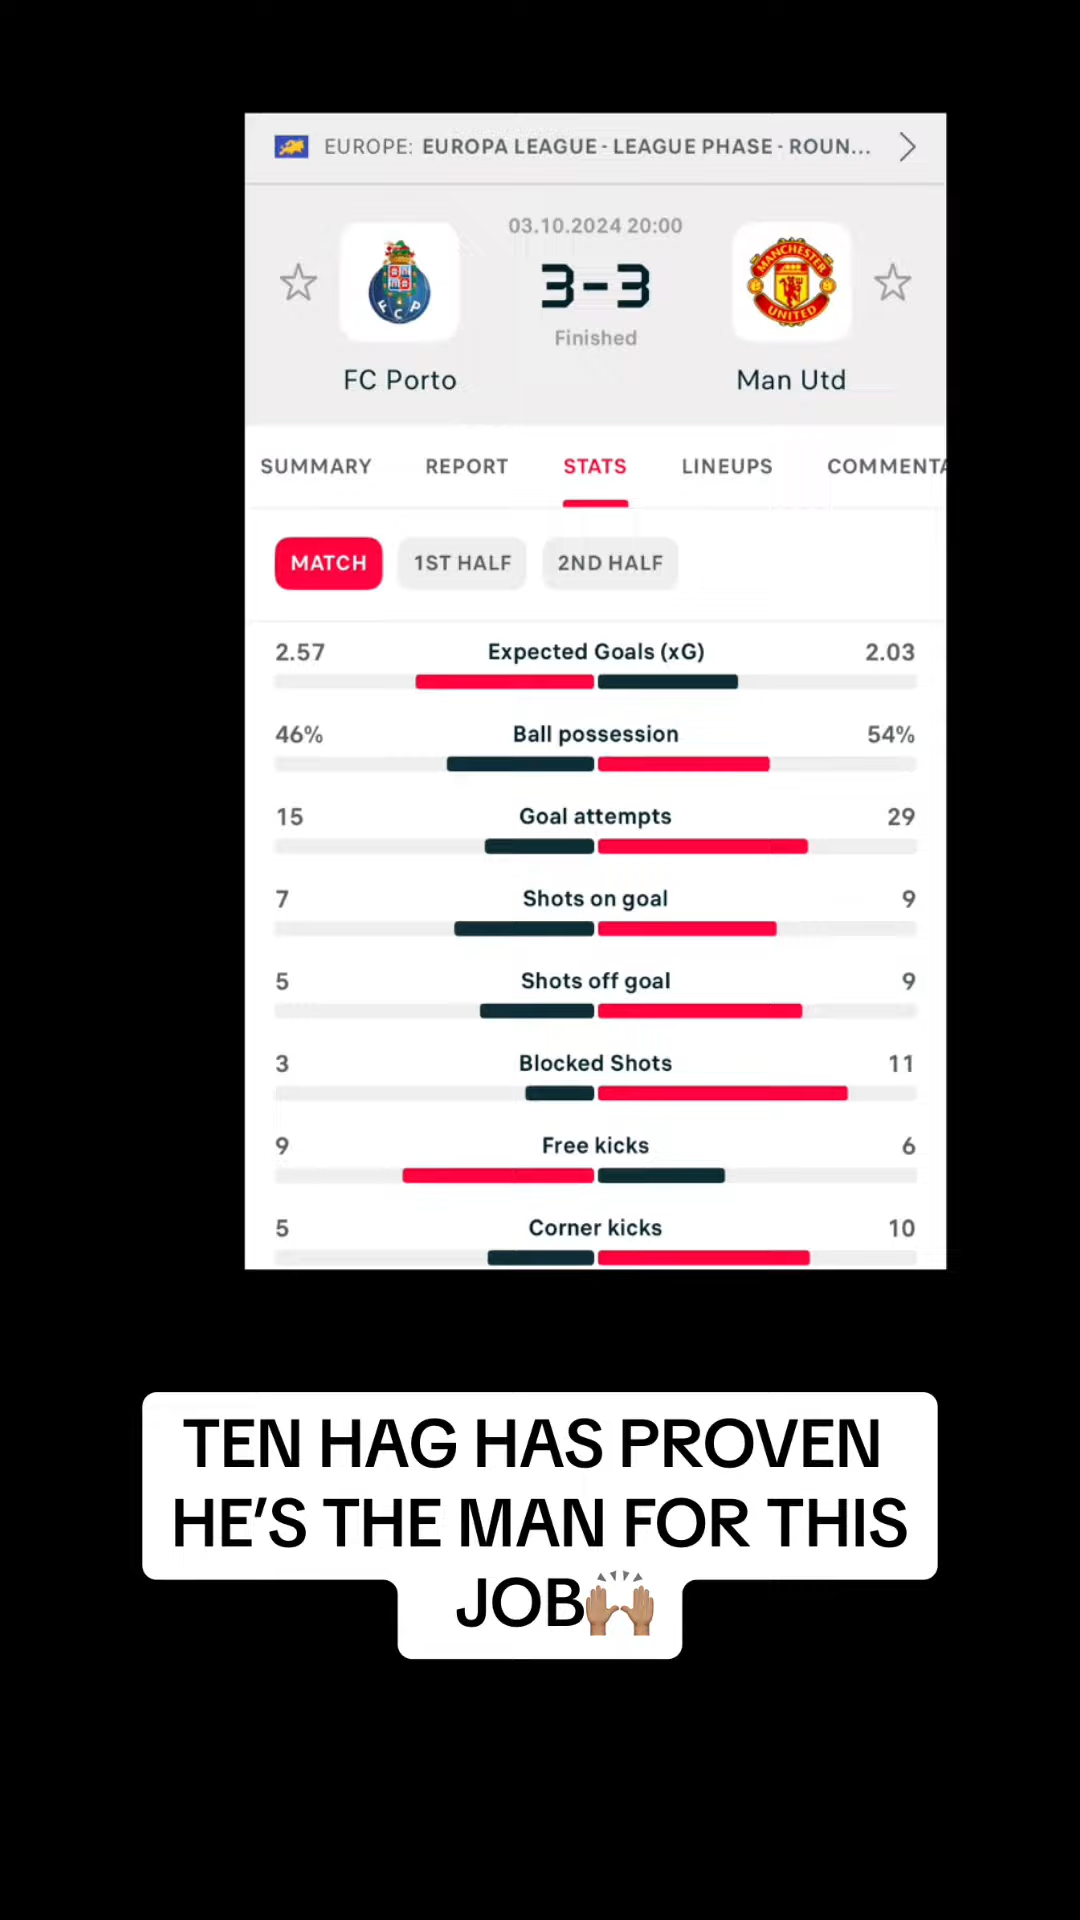 EUROPE: EUROPA LEAGUE - LEAGUE PHASE - ROUN...
03.10.2024 20:00
3-3
Finished
FCP
MANCHESTER
UNITED
FC Porto
Man Utd
SUMMARY REPORT STATS LINEUPS COMMENTA
MATCH 1ST HALF 2ND HALF
2.57 Expected Goals (xG) 2.03
46% Ball possession 54%
15 Goal attempts 29
7 Shots on goal 9
5 Shots off goal 9
3 Blocked Shots 11
9 Free kicks 6
5 Corner kicks 10
TEN HAG HAS PROVEN
HE’S THE MAN FOR THIS
JOB🙌🏽